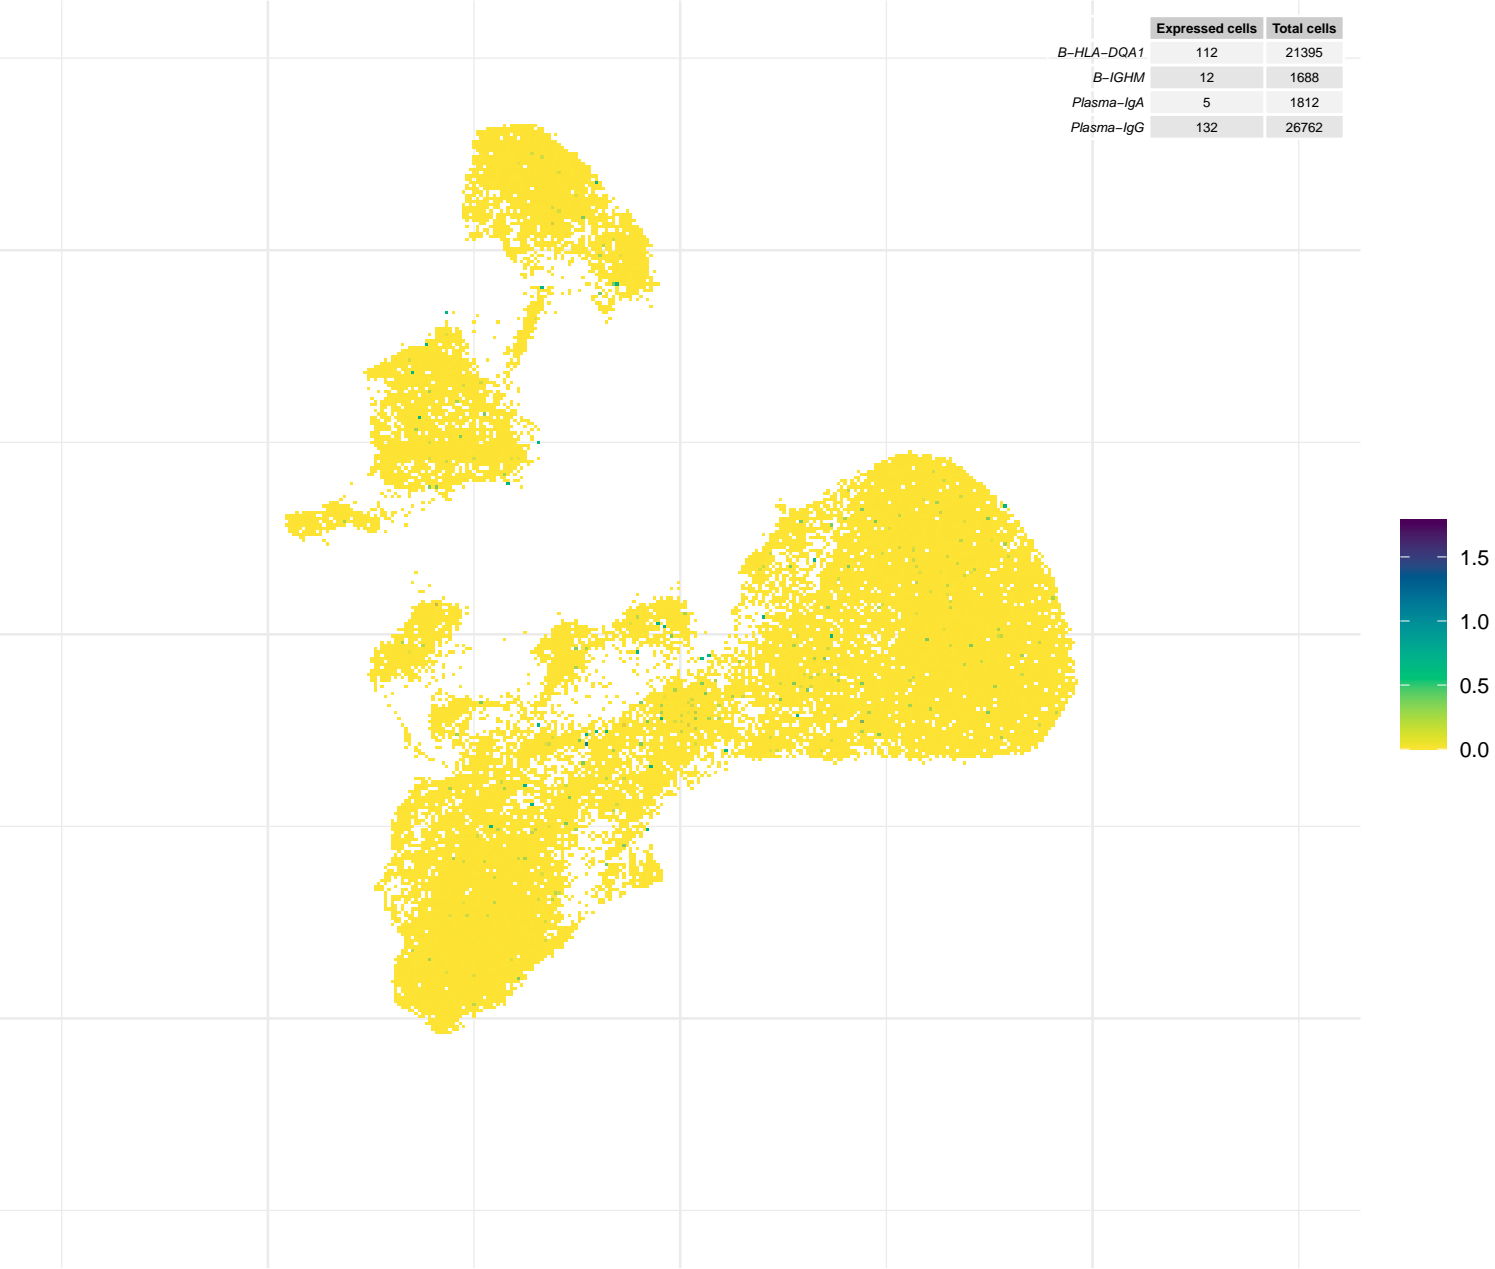 Expressed cells Total cells
B−HLA−DQA1 112 21395
B−IGHM 12 1688
Plasma−IgA 5 1812
Plasma−IgG 132 26762
1.5
1.0
0.5
0.0